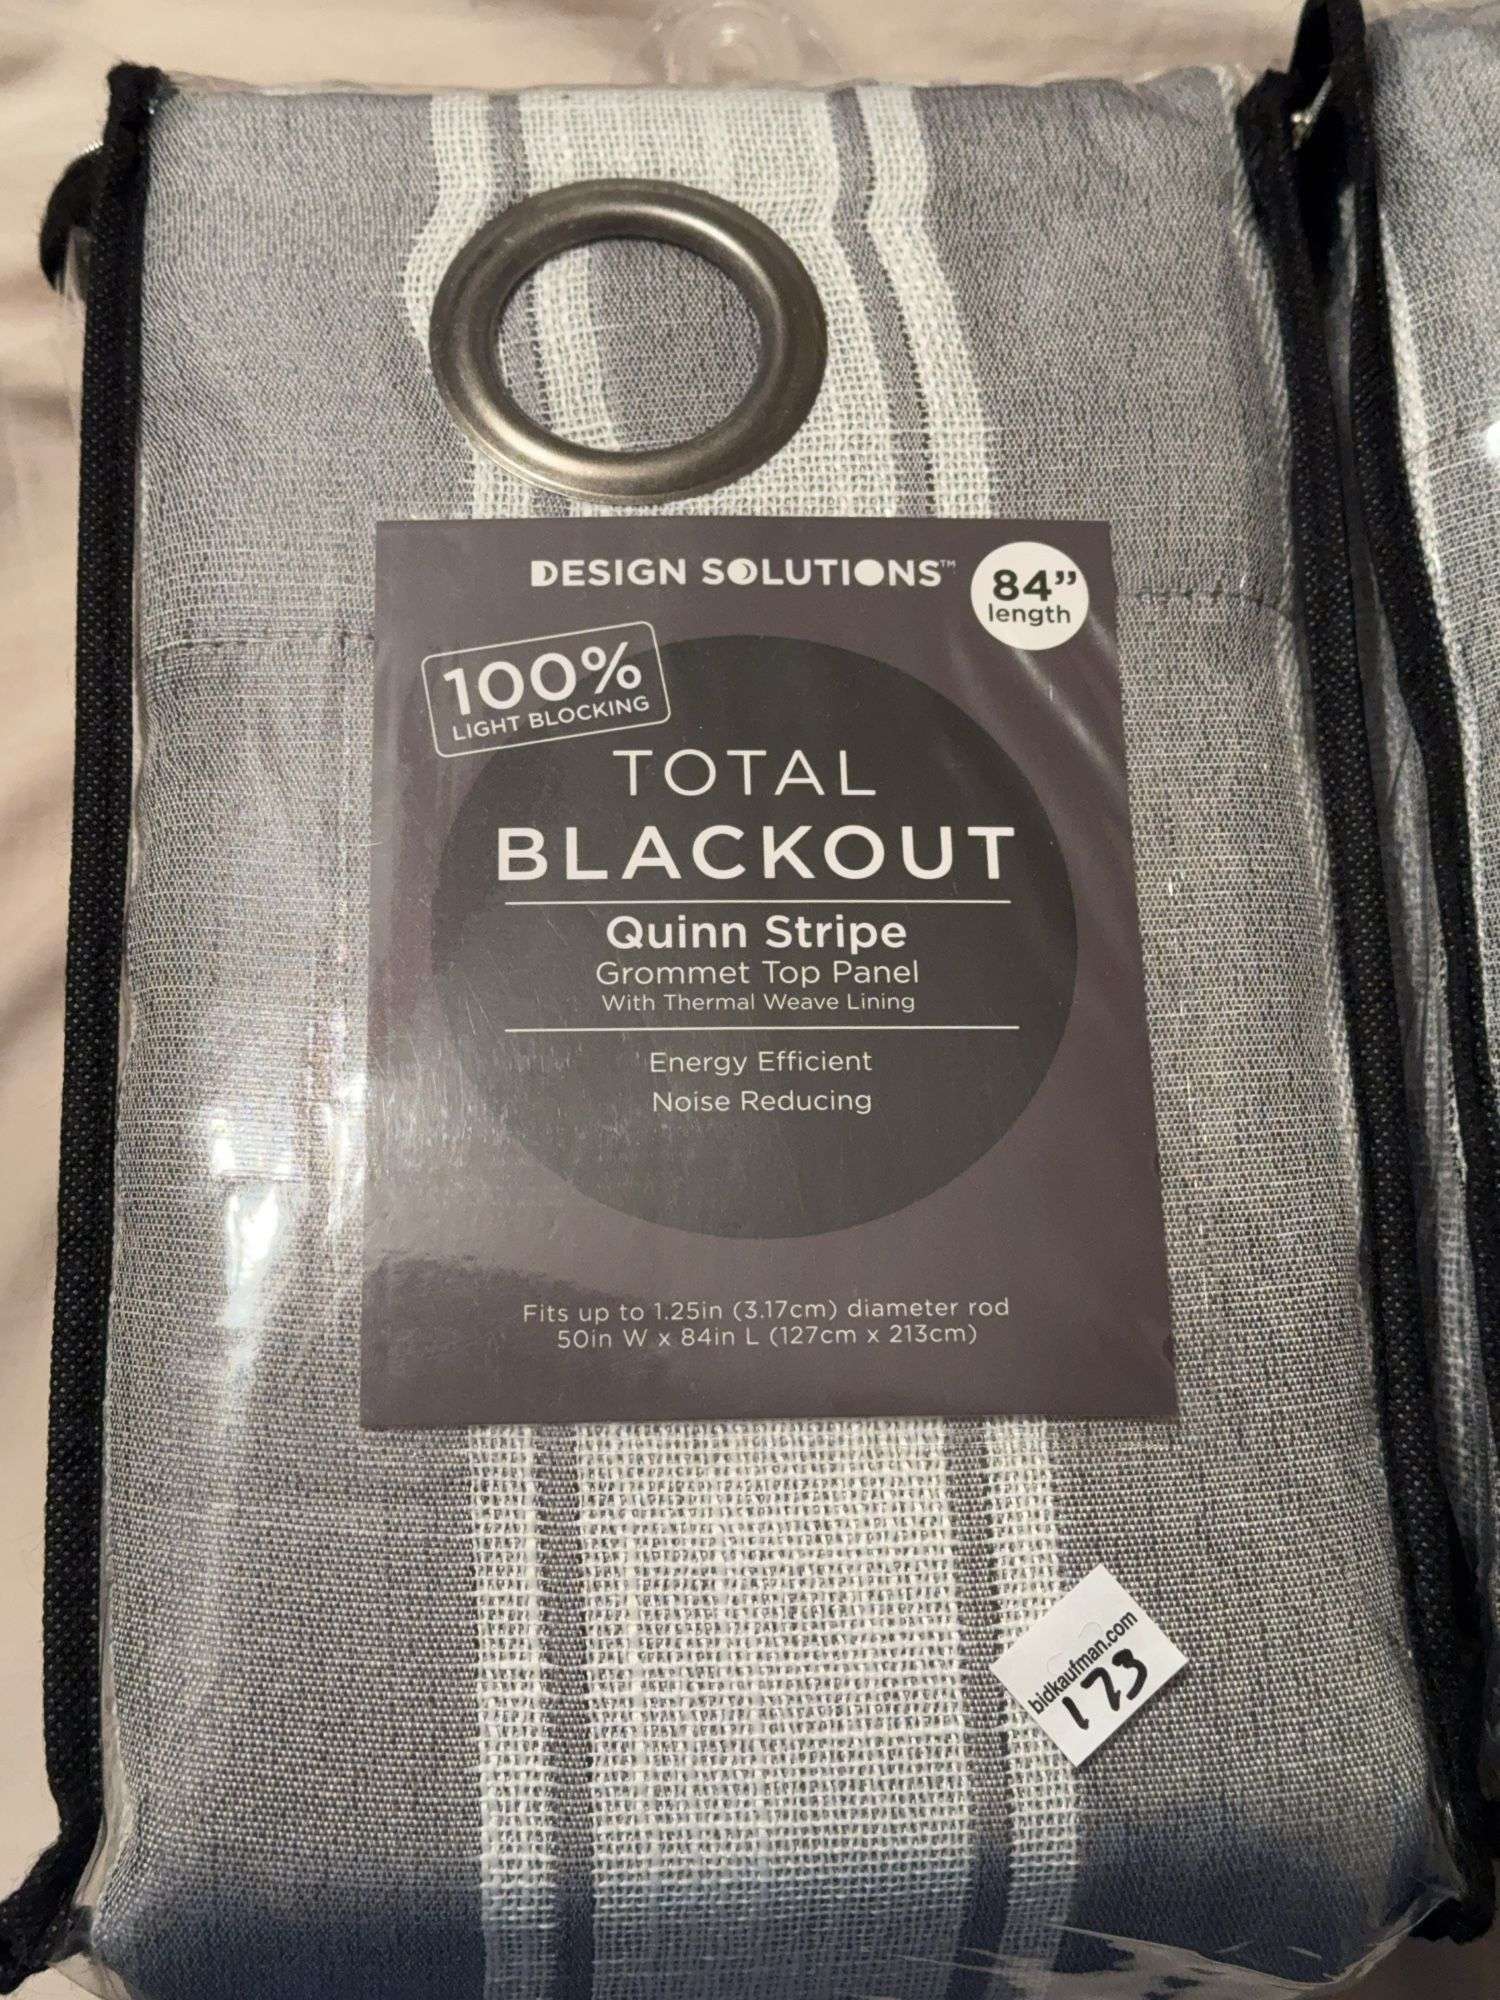 DESIGN SOLUTIONS™
84”
length
100%
LIGHT BLOCKING
TOTAL
BLACKOUT
Quinn Stripe
Grommet Top Panel
With Thermal Weave Lining
Energy Efficient
Noise Reducing
Fits up to 1.25in (3.17cm) diameter rod
50in W x 84in L (127cm x 213cm)
bidkaufman.com
173